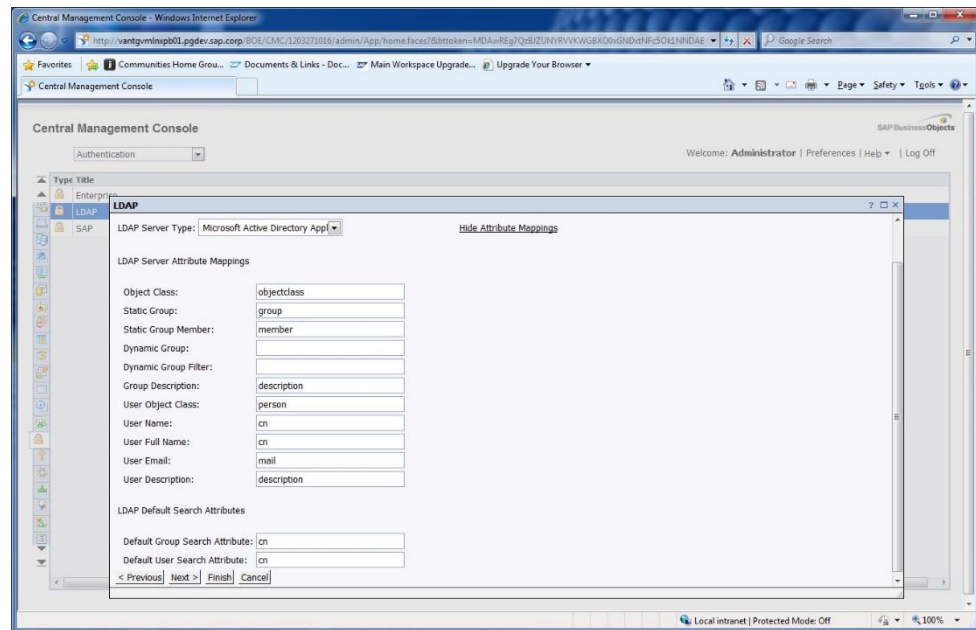 Central Management Console - Windows Internet Explorer
Google Search
Favorites Communities Home Grou... Documents & Links - Doc... Main Workspace Upgrade... Upgrade Your Browser
Central Management Console
Page Safety Tools
Central Management Console
SAP BusinessObjects
Authentication
Welcome: Administrator | Preferences | Help | Log Off
Type Title
Enterprise
LDAP
SAP
LDAP
LDAP Server Type: Microsoft Active Directory Appl
Hide Attribute Mappings
LDAP Server Attribute Mappings
Object Class: objectclass
Static Group: group
Static Group Member: member
Dynamic Group:
Dynamic Group Filter:
Group Description: description
User Object Class: person
User Name: cn
User Full Name: cn
User Email: mail
User Description: description
LDAP Default Search Attributes
Default Group Search Attribute: cn
Default User Search Attribute: cn
< Previous Next > Finish Cancel
Local intranet | Protected Mode: Off
100%